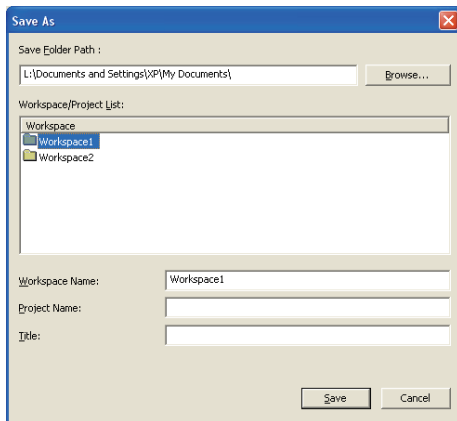 Save As
Save Folder Path :
L:\Documents and Settings\XP\My Documents\
Browse...
Workspace/Project List:
Workspace
Workspace1
Workspace2
Workspace Name:
Workspace1
Project Name:
Title:
Save
Cancel